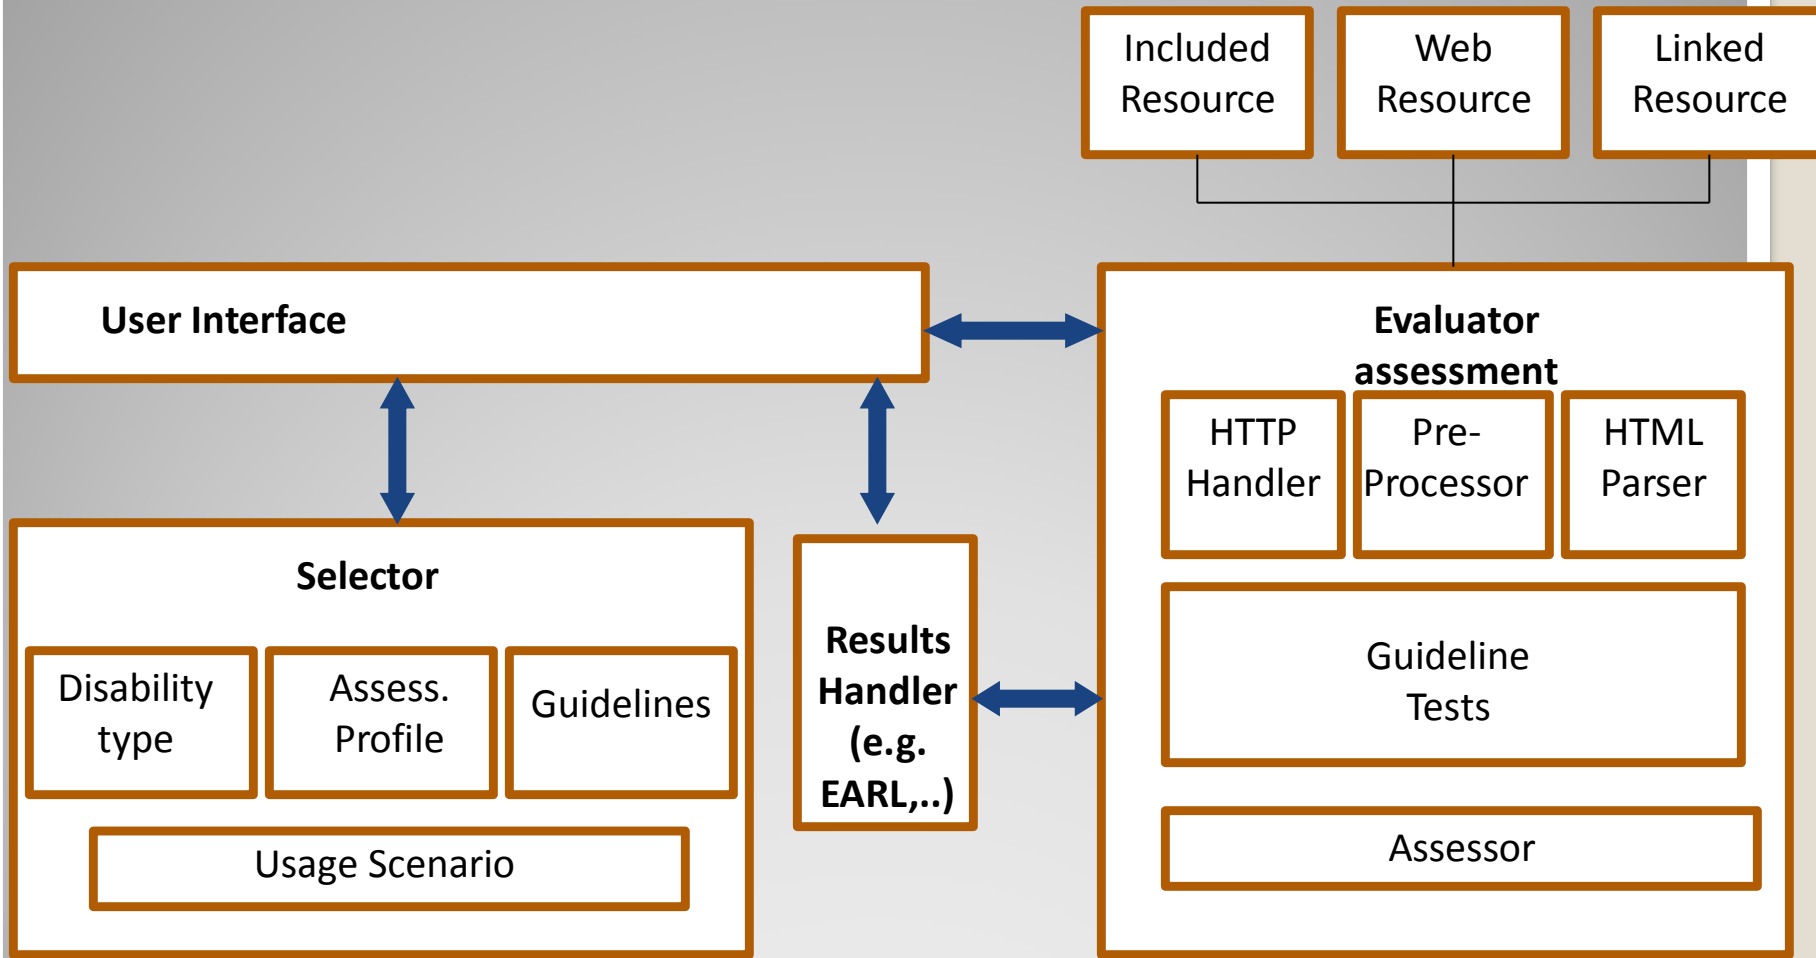 Included
Resource
Web
Resource
Linked
Resource
User Interface
Evaluator
assessment
HTTP
Handler
Pre-
Processor
HTML
Parser
Guideline
Tests
Assessor
Selector
Disability
type
Assess.
Profile
Guidelines
Usage Scenario
Results
Handler
(e.g.
EARL,..)